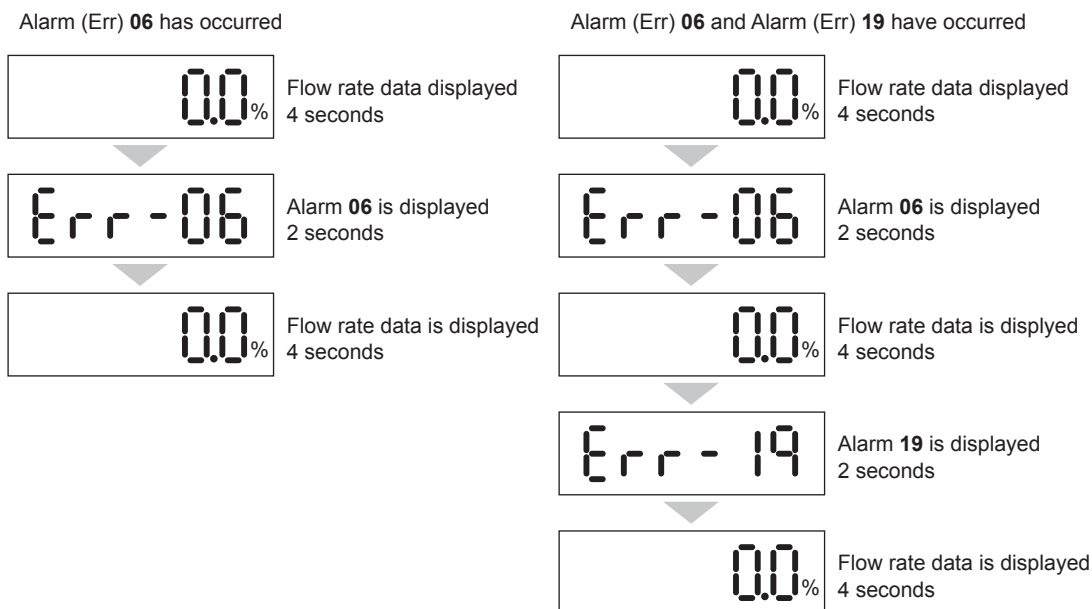 Alarm (Err) 06 has occurred
0.0%
Flow rate data displayed
4 seconds
Err-06
Alarm 06 is displayed
2 seconds
0.0%
Flow rate data is displayed
4 seconds
Alarm (Err) 06 and Alarm (Err) 19 have occurred
0.0%
Flow rate data displayed
4 seconds
Err-06
Alarm 06 is displayed
2 seconds
0.0%
Flow rate data is displyed
4 seconds
Err-19
Alarm 19 is displayed
2 seconds
0.0%
Flow rate data is displayed
4 seconds